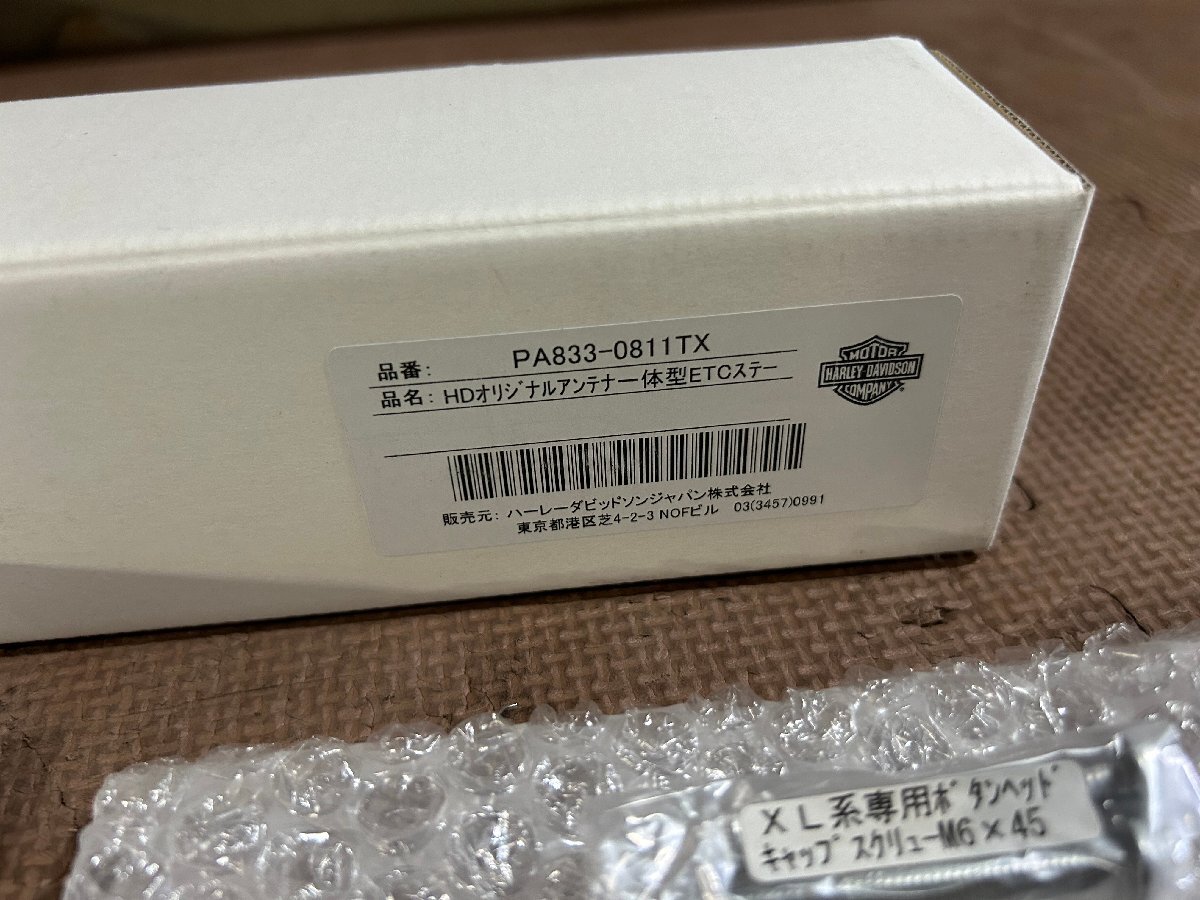 品番: PA833-0811TX
品名: HDオリジナルアンテナ一体型ETCステー
MOTOR
HARLEY-DAVIDSON
COMPANY
販売元: ハーレーダビッドソンジャパン株式会社
東京都港区芝4-2-3 NOFビル 03(3457)0991
XL系専用ボタンヘッド
キャップスクリューM6×45